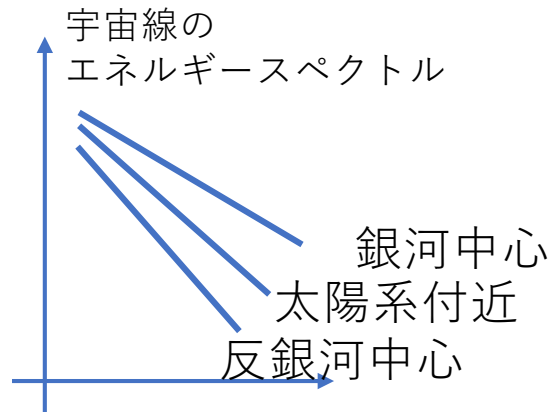 宇宙線の
エネルギースペクトル
銀河中心
太陽系付近
反銀河中心